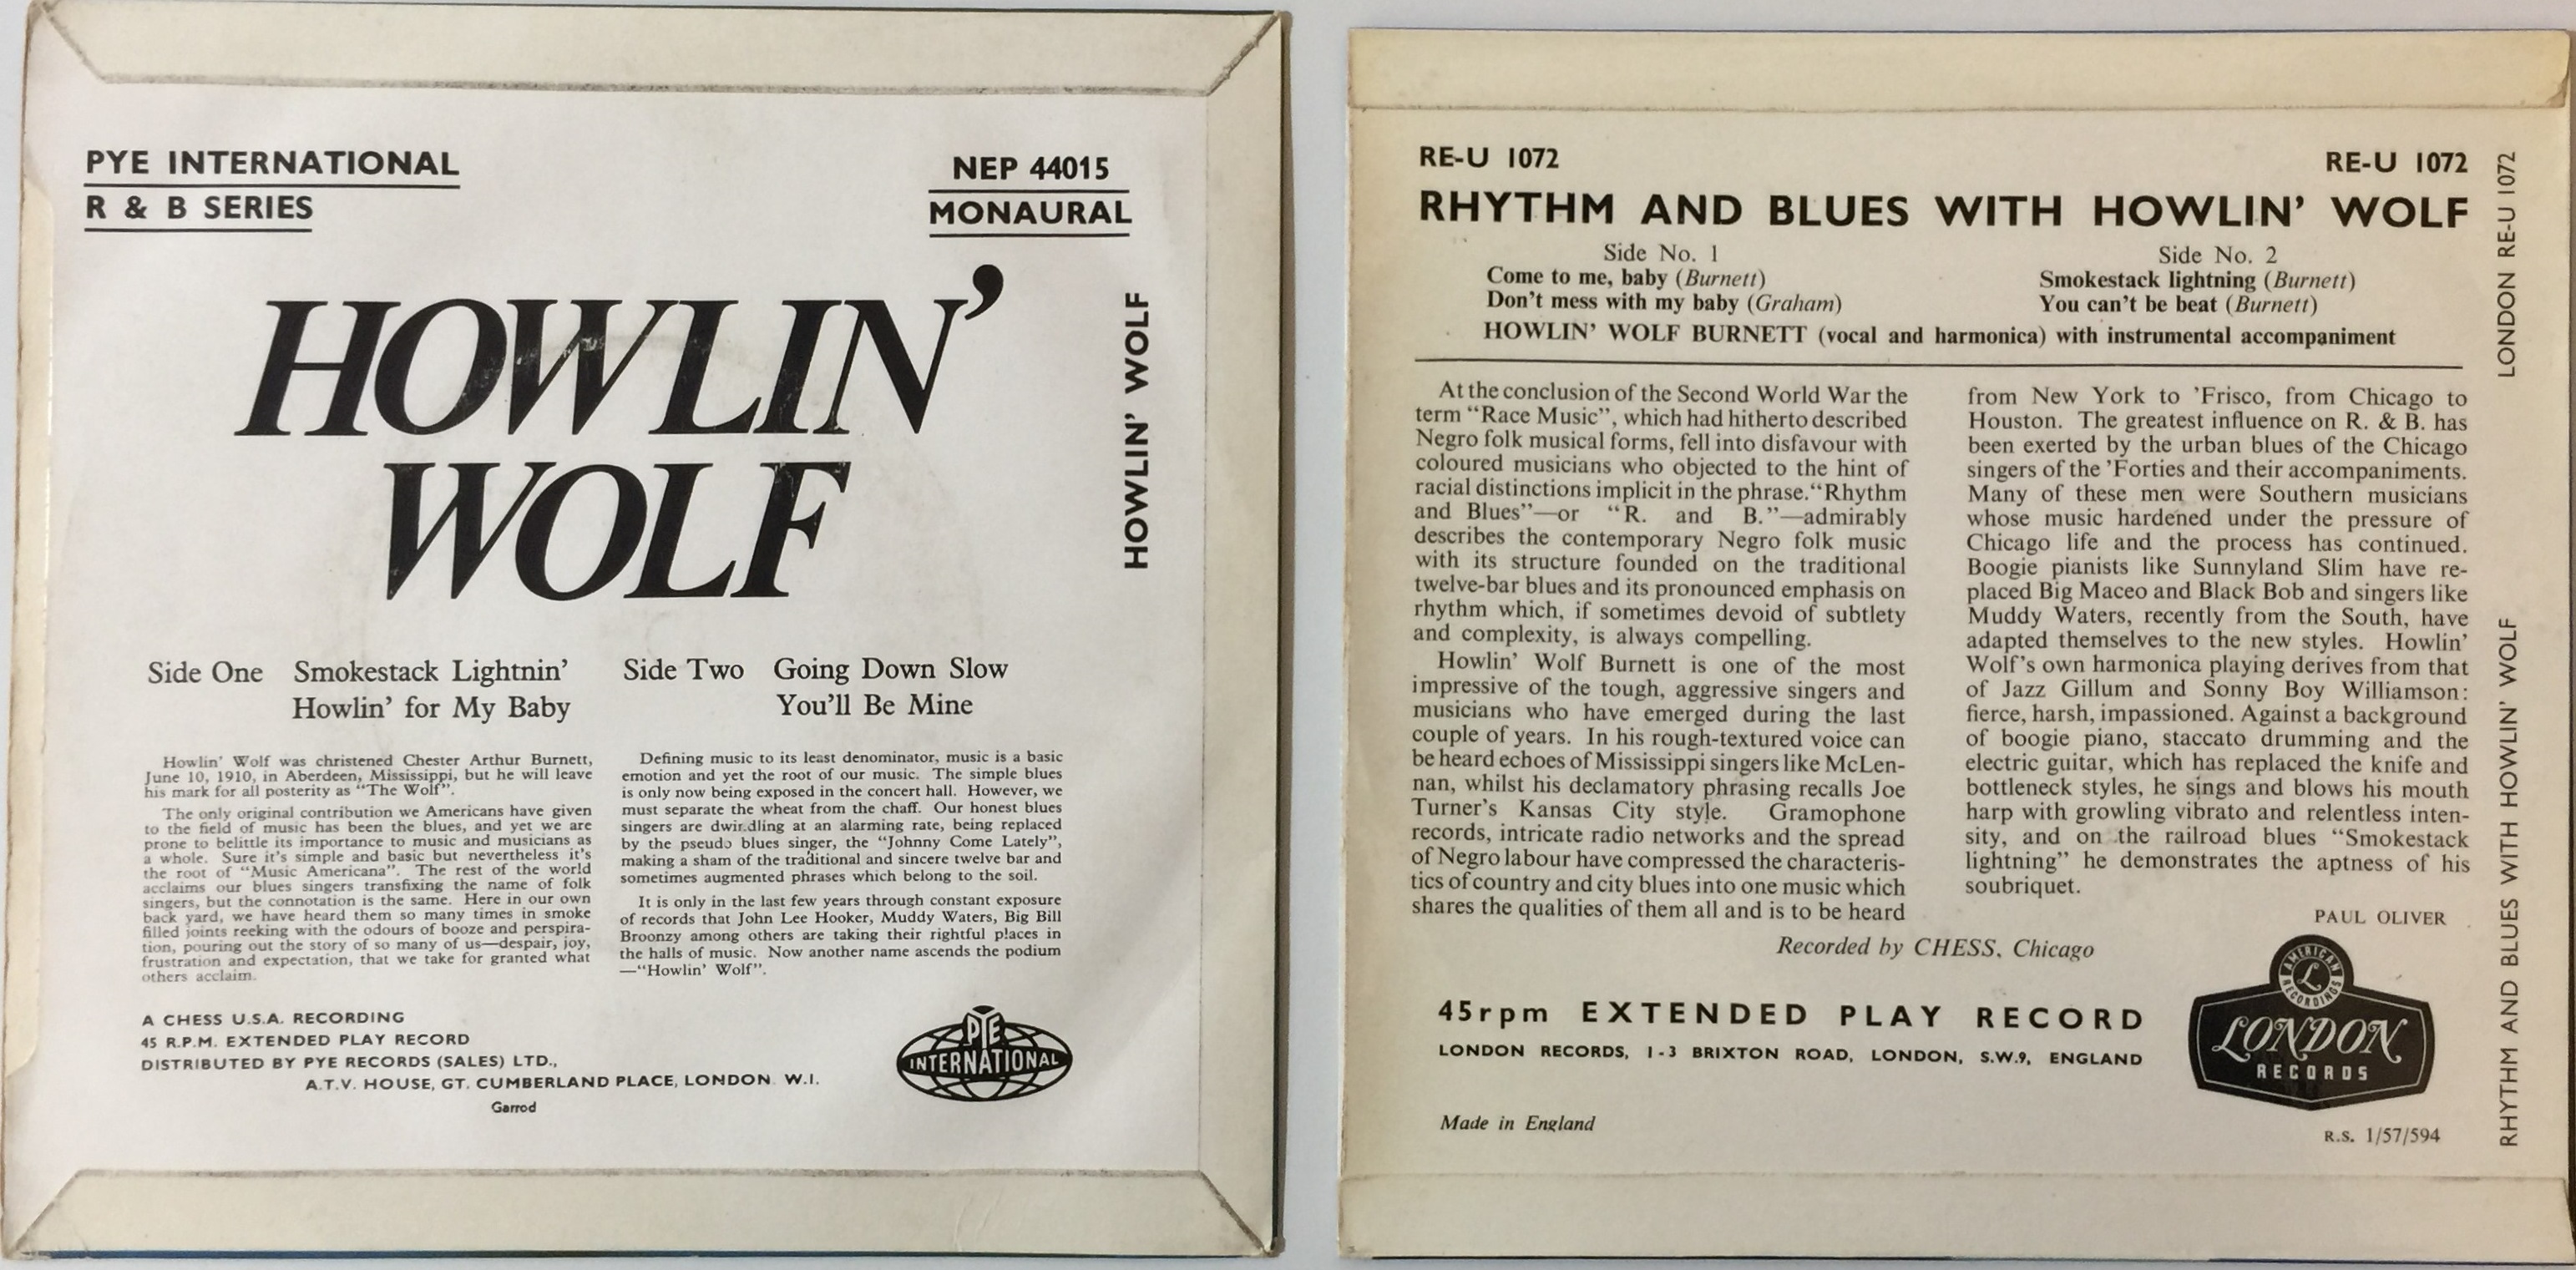 PYE INTERNATIONAL
R & B SERIES
NEP 44015
MONAURAL
HOWLIN'
WOLF
HOWLIN' WOLF
Side One Smokestack Lightnin'
Howlin' for My Baby
Side Two Going Down Slow
You'll Be Mine
Howlin' Wolf was christened Chester Arthur Burnett,
June 10, 1910, in Aberdeen, Mississippi, but he will leave
his mark for all posterity as "The Wolf".
The only original contribution we Americans have given
to the field of music has been the blues, and yet we are
prone to belittle its importance to music and musicians as
a whole. Sure it's simple and basic but nevertheless it's
the root of "Music Americana". The rest of the world
acclaims our blues singers transfixing the name of folk
singers, but the connotation is the same. Here in our own
back yard, we have heard them so many times in smoke
filled joints reeking with the odours of booze and perspira-
tion, pouring out the story of so many of us—despair, joy,
frustration and expectation, that we take for granted what
others acclaim.
Defining music to its least denominator, music is a basic
emotion and yet the root of our music. The simple blues
is only now being exposed in the concert hall. However, we
must separate the wheat from the chaff. Our honest blues
singers are dwindling at an alarming rate, being replaced
by the pseudo blues singer, the "Johnny Come Lately",
making a sham of the traditional and sincere twelve bar and
sometimes augmented phrases which belong to the soil.
It is only in the last few years through constant exposure
of records that John Lee Hooker, Muddy Waters, Big Bill
Broonzy among others are taking their rightful places in
the halls of music. Now another name ascends the podium
—"Howlin' Wolf".
A CHESS U.S.A. RECORDING
45 R.P.M. EXTENDED PLAY RECORD
DISTRIBUTED BY PYE RECORDS (SALES) LTD.,
A.T.V. HOUSE, GT. CUMBERLAND PLACE, LONDON W.I.
Garrod
PYE
INTERNATIONAL
RE-U 1072
RE-U 1072
RHYTHM AND BLUES WITH HOWLIN' WOLF
Side No. 1
Come to me, baby (Burnett)
Don't mess with my baby (Graham)
Side No. 2
Smokestack lightning (Burnett)
You can't be beat (Burnett)
HOWLIN' WOLF BURNETT (vocal and harmonica) with instrumental accompaniment
At the conclusion of the Second World War the
term "Race Music", which had hitherto described
Negro folk musical forms, fell into disfavour with
coloured musicians who objected to the hint of
racial distinctions implicit in the phrase. "Rhythm
and Blues"—or "R. and B."—admirably
describes the contemporary Negro folk music
with its structure founded on the traditional
twelve-bar blues and its pronounced emphasis on
rhythm which, if sometimes devoid of subtlety
and complexity, is always compelling.
Howlin' Wolf Burnett is one of the most
impressive of the tough, aggressive singers and
musicians who have emerged during the last
couple of years. In his rough-textured voice can
be heard echoes of Mississippi singers like McLen-
nan, whilst his declamatory phrasing recalls Joe
Turner's Kansas City style. Gramophone
records, intricate radio networks and the spread
of Negro labour have compressed the characteris-
tics of country and city blues into one music which
shares the qualities of them all and is to be heard
from New York to 'Frisco, from Chicago to
Houston. The greatest influence on R. & B. has
been exerted by the urban blues of the Chicago
singers of the 'Forties and their accompaniments.
Many of these men were Southern musicians
whose music hardened under the pressure of
Chicago life and the process has continued.
Boogie pianists like Sunnyland Slim have re-
placed Big Maceo and Black Bob and singers like
Muddy Waters, recently from the South, have
adapted themselves to the new styles. Howlin'
Wolf's own harmonica playing derives from that
of Jazz Gillum and Sonny Boy Williamson:
fierce, harsh, impassioned. Against a background
of boogie piano, staccato drumming and the
electric guitar, which has replaced the knife and
bottleneck styles, he sings and blows his mouth
harp with growling vibrato and relentless inten-
sity, and on the railroad blues "Smokestack
lightning" he demonstrates the aptness of his
soubriquet.
PAUL OLIVER
Recorded by CHESS, Chicago
45rpm EXTENDED PLAY RECORD
LONDON RECORDS, 1-3 BRIXTON ROAD, LONDON, S.W.9, ENGLAND
Made in England
AMERICAN
L
RECORDINGS
LONDON
RECORDS
R.S. 1/57/594
LONDON RE-U 1072
RHYTHM AND BLUES WITH HOWLIN' WOLF